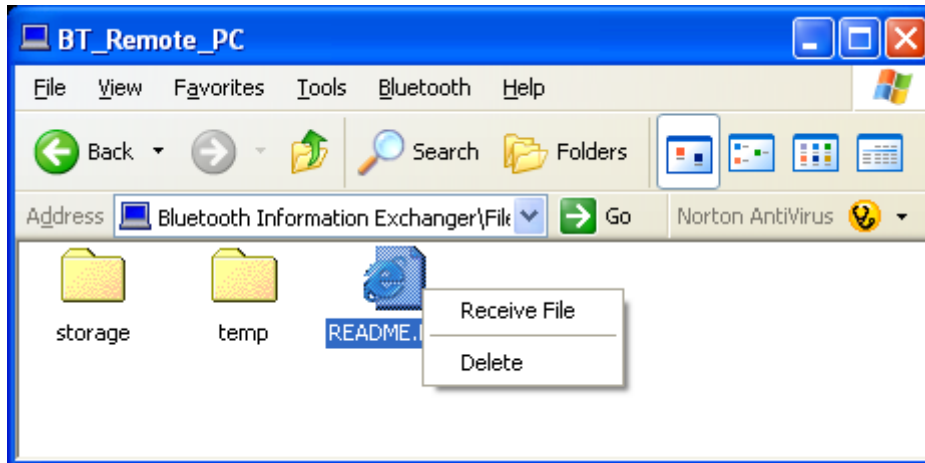 BT_Remote_PC
File View Favorites Tools Bluetooth Help
Back Search Folders
Address Bluetooth Information Exchanger\File Go Norton AntiVirus
storage temp README.
Receive File
Delete